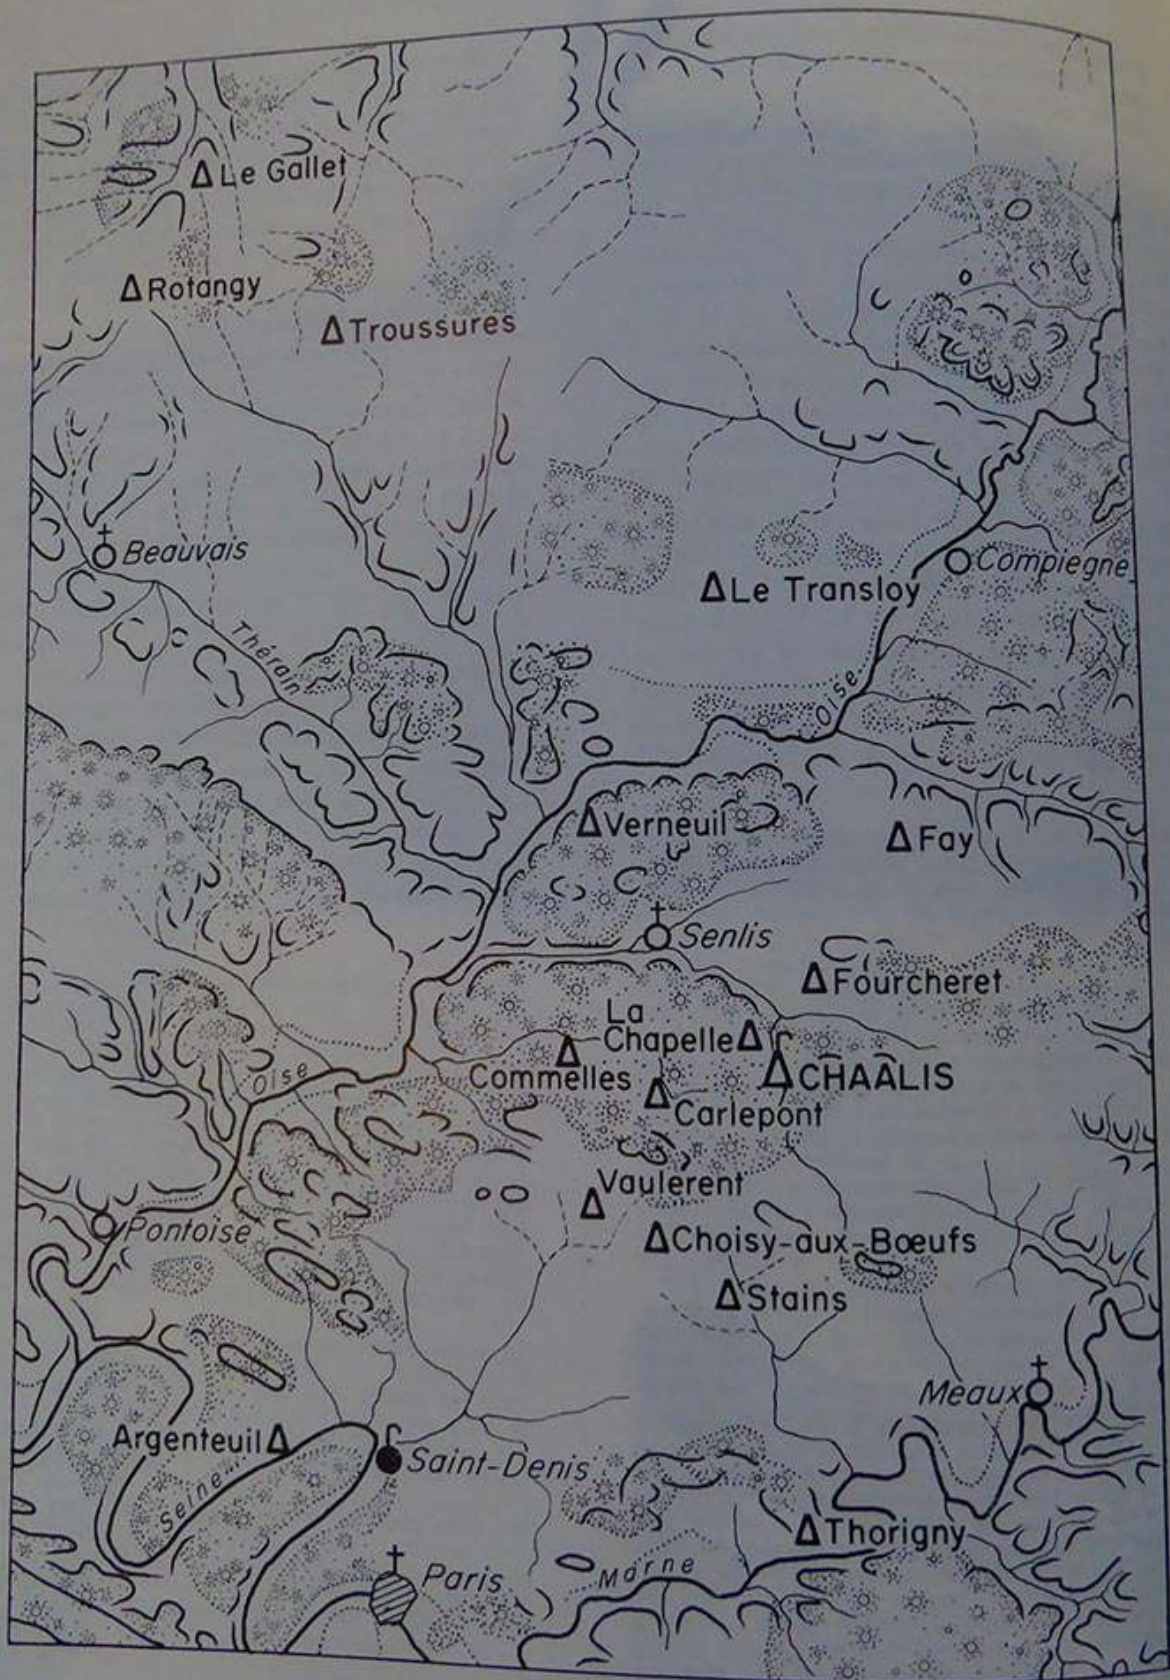 Le Gallet
Rotangy
Troussures
Beauvais
Compiegne
Le Transloy
Thérain
Oise
Verneuil
Fay
Senlis
Fourcheret
La
Chapelle
Commelles
CHAALIS
Carlepont
Oise
Vaulerent
Pontoise
Choisy-aux-Bœufs
Stains
Meaux
Argenteuil
Saint-Denis
Seine
Thorigny
Paris
Marne